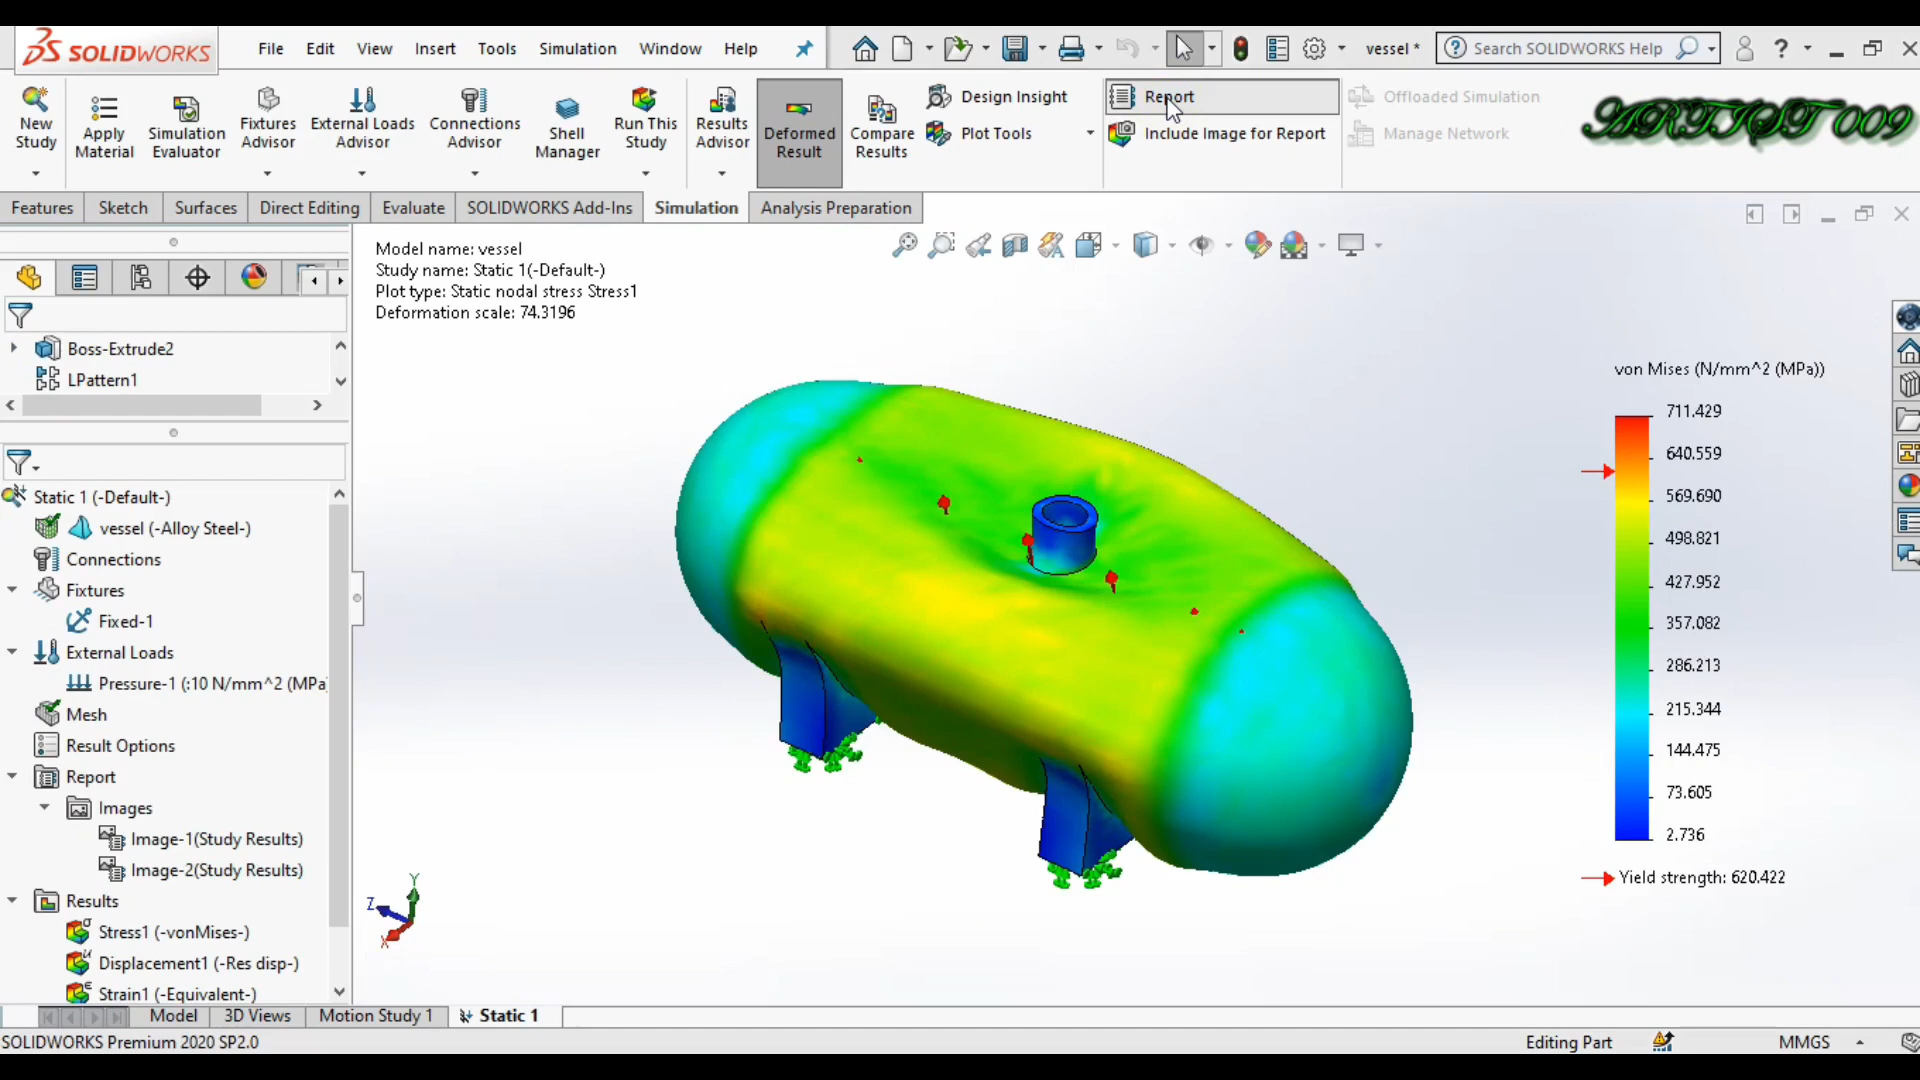 SOLIDWORKS
File Edit View Insert Tools Simulation Window Help
vessel *
Search SOLIDWORKS Help
?
New Study
Apply Material
Simulation Evaluator
Fixtures Advisor
External Loads Advisor
Connections Advisor
Shell Manager
Run This Study
Results Advisor
Deformed Result
Compare Results
Design Insight
Plot Tools
Report
Include Image for Report
Offloaded Simulation
Manage Network
ARTIST 009
Features Sketch Surfaces Direct Editing Evaluate SOLIDWORKS Add-Ins Simulation Analysis Preparation
Boss-Extrude2
LPattern1
Static 1 (-Default-)
vessel (-Alloy Steel-)
Connections
Fixtures
Fixed-1
External Loads
Pressure-1 (:10 N/mm^2 (MPa
Mesh
Result Options
Report
Images
Image-1(Study Results)
Image-2(Study Results)
Results
Stress1 (-vonMises-)
Displacement1 (-Res disp-)
Strain1 (-Equivalent-)
Model name: vessel
Study name: Static 1(-Default-)
Plot type: Static nodal stress Stress1
Deformation scale: 74.3196
von Mises (N/mm^2 (MPa))
711.429
640.559
569.690
498.821
427.952
357.082
286.213
215.344
144.475
73.605
2.736
Yield strength: 620.422
Y
Z
X
Model 3D Views Motion Study 1 Static 1
SOLIDWORKS Premium 2020 SP2.0
Editing Part
MMGS